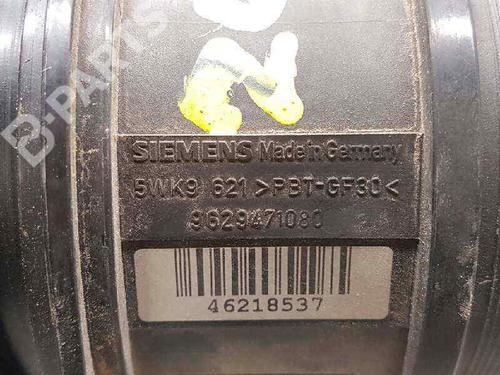 B-PARTS
SIEMENS Made in Germany
5WK9 621 >PBT-GF30<
9629471080
46218537